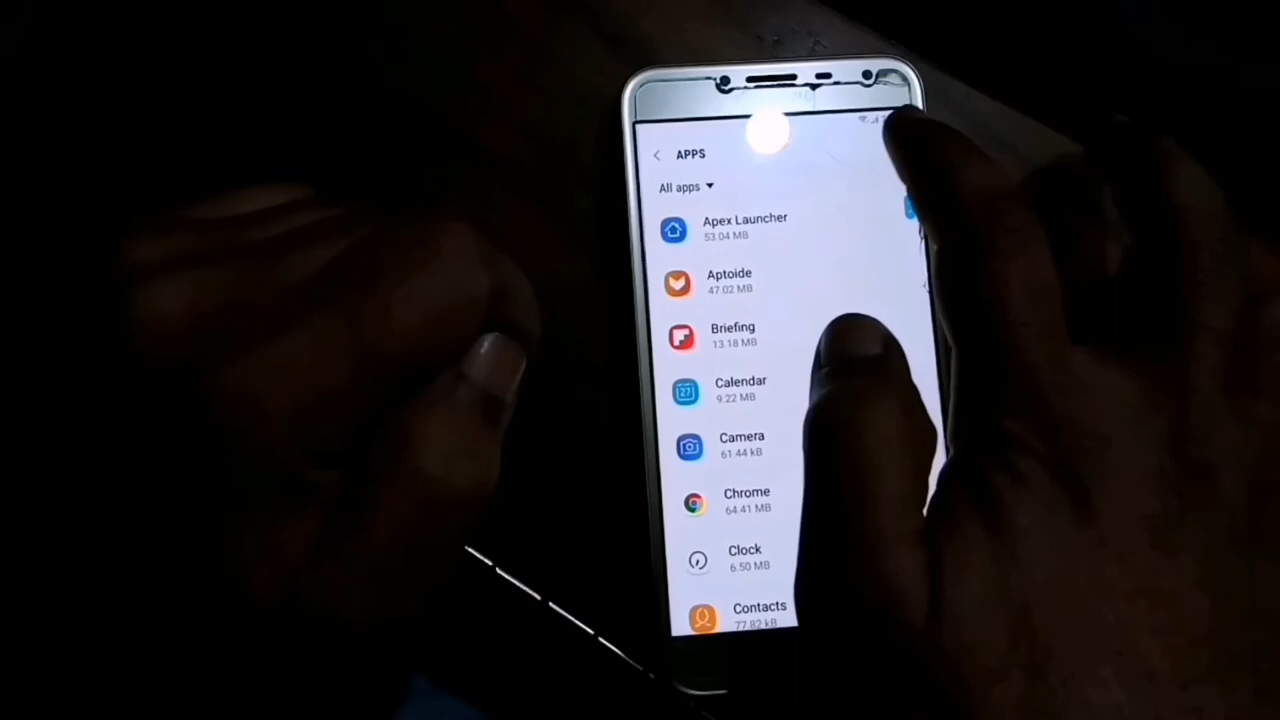 APPS
All apps
Apex Launcher
53.04 MB
Aptoide
47.02 MB
Briefing
13.18 MB
Calendar
27
9.22 MB
Camera
61.44 kB
Chrome
64.41 MB
Clock
6.50 MB
Contacts
77.82 kB